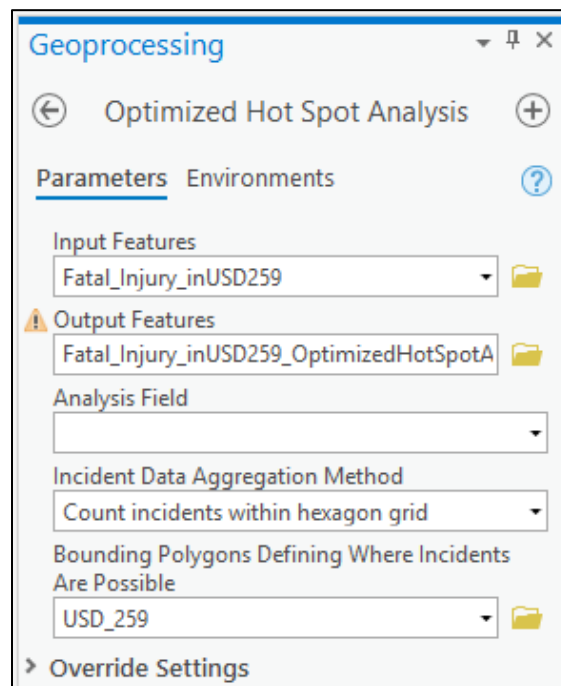 Geoprocessing
Optimized Hot Spot Analysis
Parameters Environments
Input Features
Fatal_Injury_inUSD259
Output Features
Fatal_Injury_inUSD259_OptimizedHotSpotA
Analysis Field
Incident Data Aggregation Method
Count incidents within hexagon grid
Bounding Polygons Defining Where Incidents
Are Possible
USD_259
Override Settings